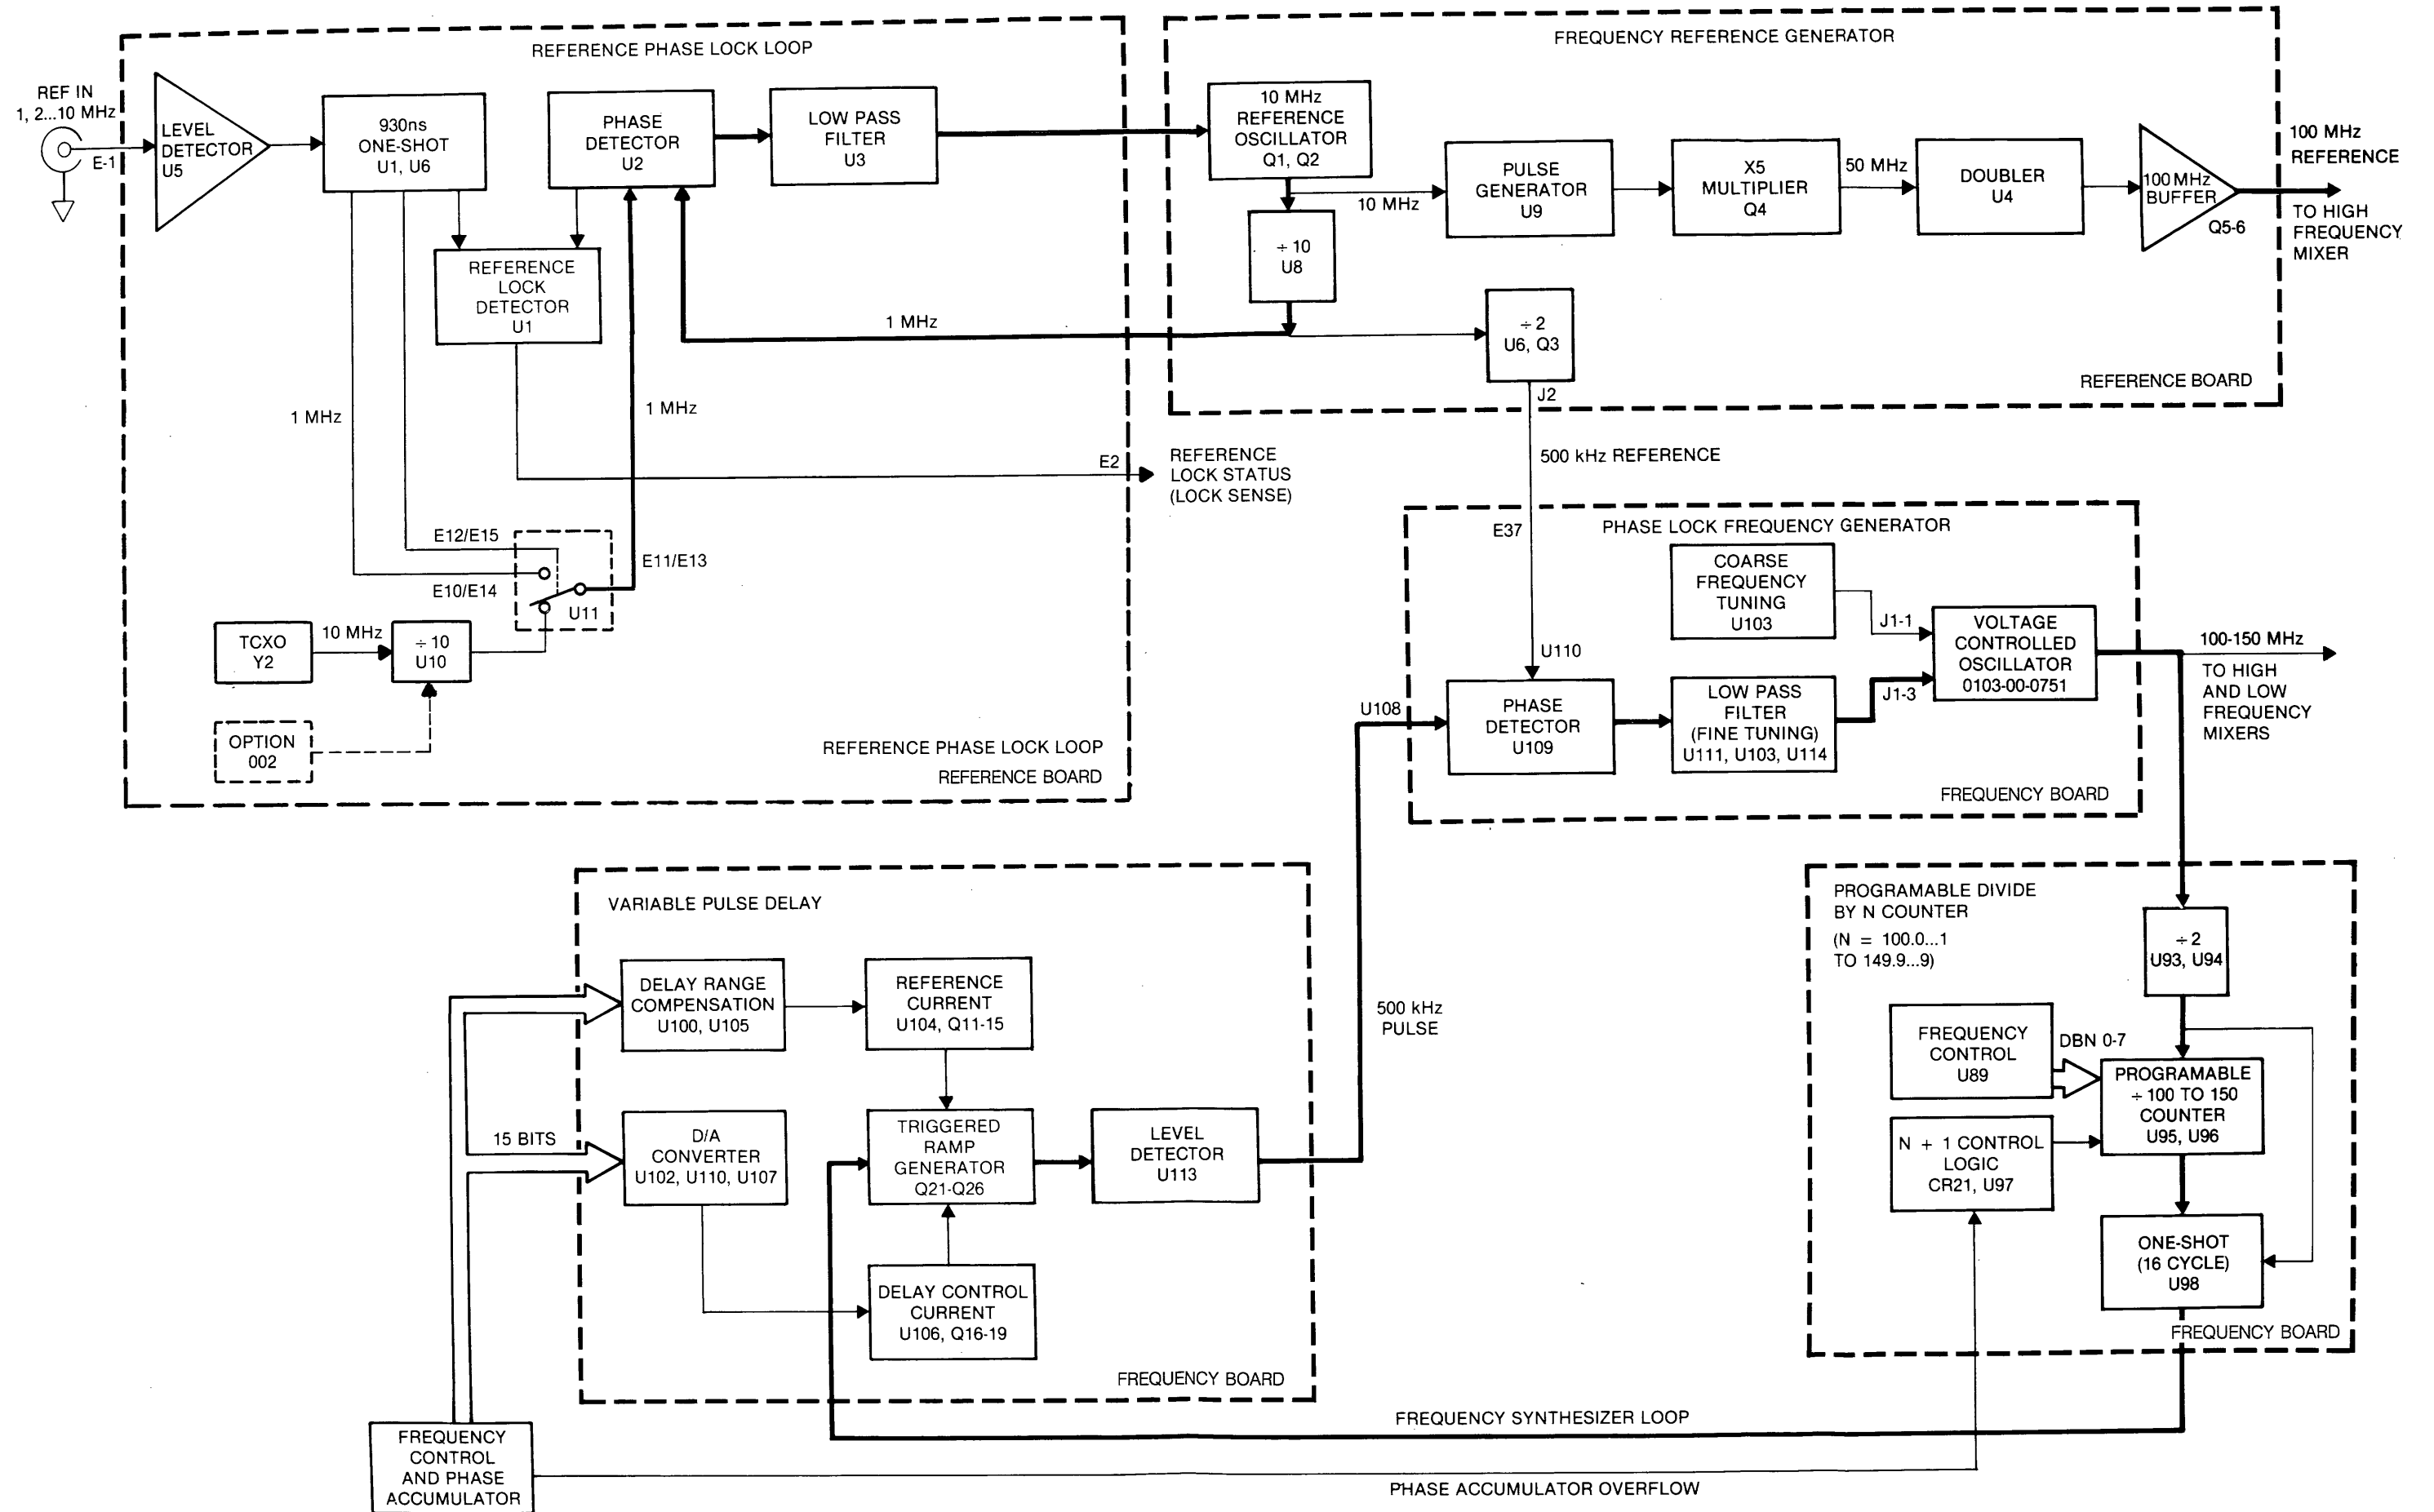 REFERENCE PHASE LOCK LOOP
REF IN
1, 2...10 MHz
E-1
LEVEL
DETECTOR
U5
930ns
ONE-SHOT
U1, U6
PHASE
DETECTOR
U2
LOW PASS
FILTER
U3
REFERENCE
LOCK
DETECTOR
U1
1 MHz
1 MHz
1 MHz
E2
REFERENCE
LOCK STATUS
(LOCK SENSE)
E12/E15
E10/E14
E11/E13
U11
TCXO
Y2
10 MHz
÷ 10
U10
OPTION
002
REFERENCE PHASE LOCK LOOP
REFERENCE BOARD
FREQUENCY REFERENCE GENERATOR
10 MHz
REFERENCE
OSCILLATOR
Q1, Q2
10 MHz
÷ 10
U8
PULSE
GENERATOR
U9
X5
MULTIPLIER
Q4
50 MHz
DOUBLER
U4
100 MHz
BUFFER
Q5-6
100 MHz
REFERENCE
TO HIGH
FREQUENCY
MIXER
÷ 2
U6, Q3
J2
REFERENCE BOARD
500 kHz REFERENCE
E37
PHASE LOCK FREQUENCY GENERATOR
COARSE
FREQUENCY
TUNING
U103
J1-1
VOLTAGE
CONTROLLED
OSCILLATOR
0103-00-0751
U110
U108
PHASE
DETECTOR
U109
LOW PASS
FILTER
(FINE TUNING)
U111, U103, U114
J1-3
100-150 MHz
TO HIGH
AND LOW
FREQUENCY
MIXERS
FREQUENCY BOARD
VARIABLE PULSE DELAY
DELAY RANGE
COMPENSATION
U100, U105
REFERENCE
CURRENT
U104, Q11-15
15 BITS
D/A
CONVERTER
U102, U110, U107
TRIGGERED
RAMP
GENERATOR
Q21-Q26
LEVEL
DETECTOR
U113
DELAY CONTROL
CURRENT
U106, Q16-19
FREQUENCY BOARD
500 kHz
PULSE
PROGRAMABLE DIVIDE
BY N COUNTER
(N = 100.0...1
TO 149.9...9)
÷ 2
U93, U94
FREQUENCY
CONTROL
U89
DBN 0-7
PROGRAMABLE
÷ 100 TO 150
COUNTER
U95, U96
N + 1 CONTROL
LOGIC
CR21, U97
ONE-SHOT
(16 CYCLE)
U98
FREQUENCY BOARD
FREQUENCY SYNTHESIZER LOOP
FREQUENCY
CONTROL
AND PHASE
ACCUMULATOR
PHASE ACCUMULATOR OVERFLOW